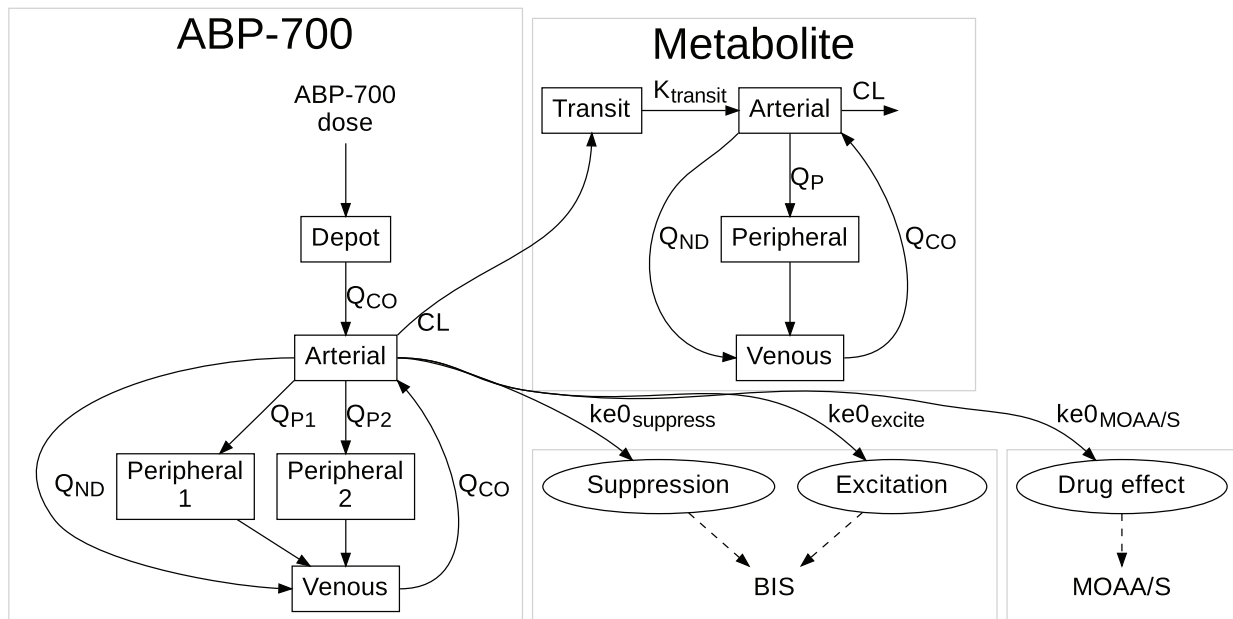 ABP-700
ABP-700
dose
Depot
QCO
CL
Arterial
QP1
QP2
QND
Peripheral
1
Peripheral
2
QCO
Venous
Metabolite
Transit
Ktransit
Arterial
CL
QP
QND
Peripheral
QCO
Venous
ke0suppress
ke0excite
ke0MOAA/S
Suppression
Excitation
Drug effect
BIS
MOAA/S